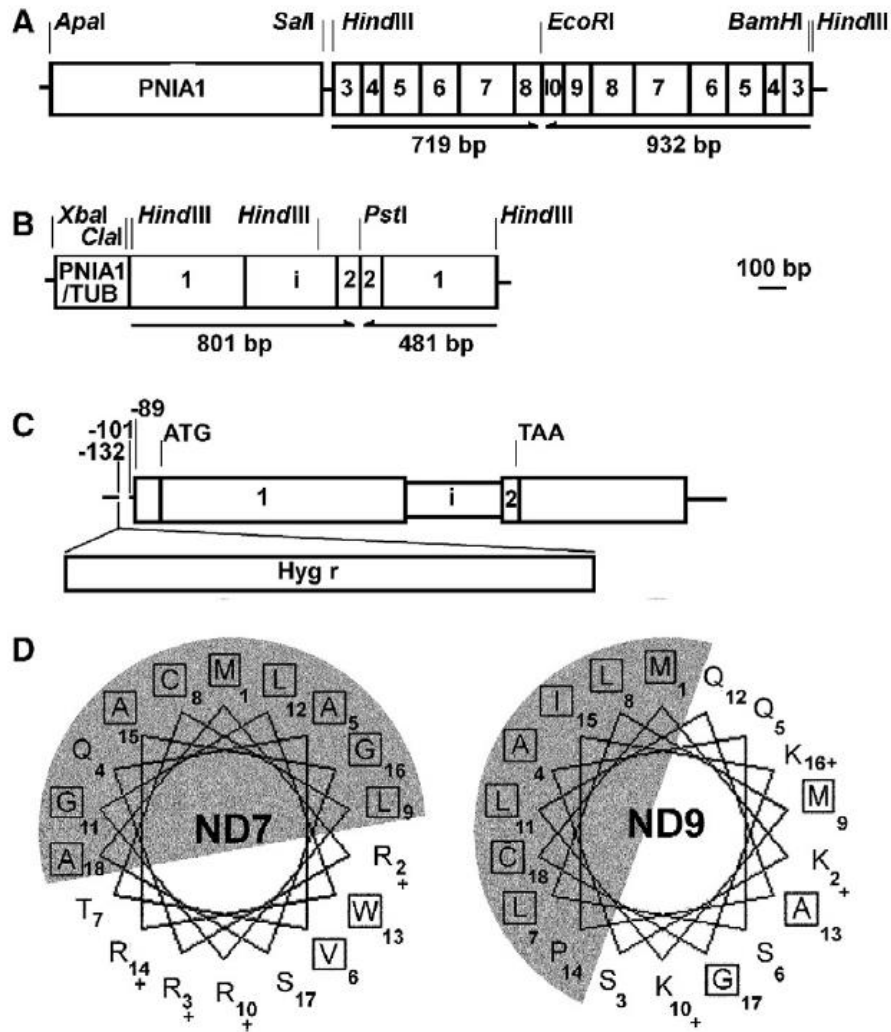 A
ApaI SalI HindIII EcoRI BamHI HindIII
PNIA1 3 4 5 6 7 8 10 9 8 7 6 5 4 3
719 bp 932 bp
B
XbaI HindIII HindIII PstI HindIII
ClaI
PNIA1 1 i 2 2 1
/TUB
100 bp
801 bp 481 bp
C
-89
-101 ATG TAA
-132
1 i 2
Hyg r
D
ND7
M1 L12 A5 G16 L9 R2+ W13 V6 S17 R10+ R3+ R14+ T7 A18 G11 Q4 A15 C8
ND9
M1 Q12 Q5 K16+ M9 K2+ A13 S6 G17 K10+ S3 P14 L7 C18 L11 A4 I15 L8